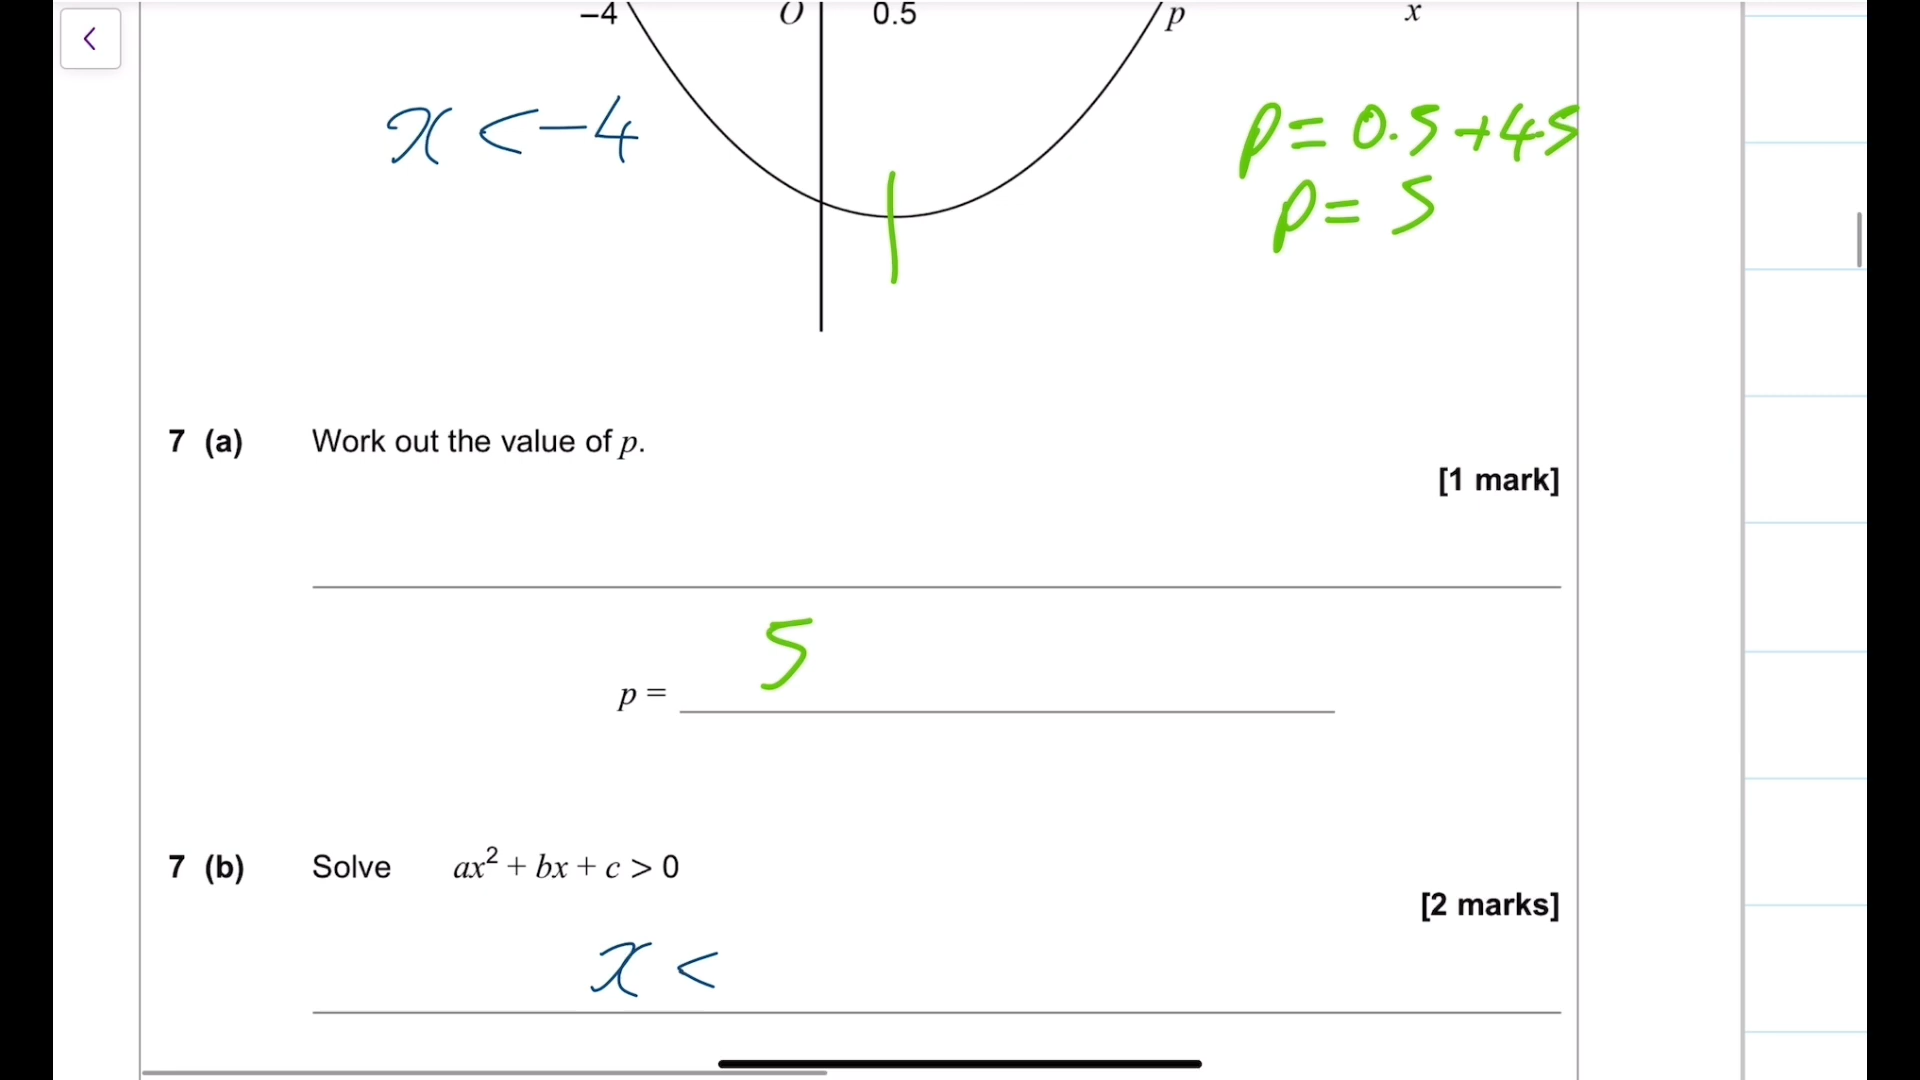 −4 O 0.5 p x
x < −4
p = 0.5 + 4.5
p = 5
7 (a) Work out the value of p.
[1 mark]
5
p =
7 (b) Solve ax² + bx + c > 0
[2 marks]
x <